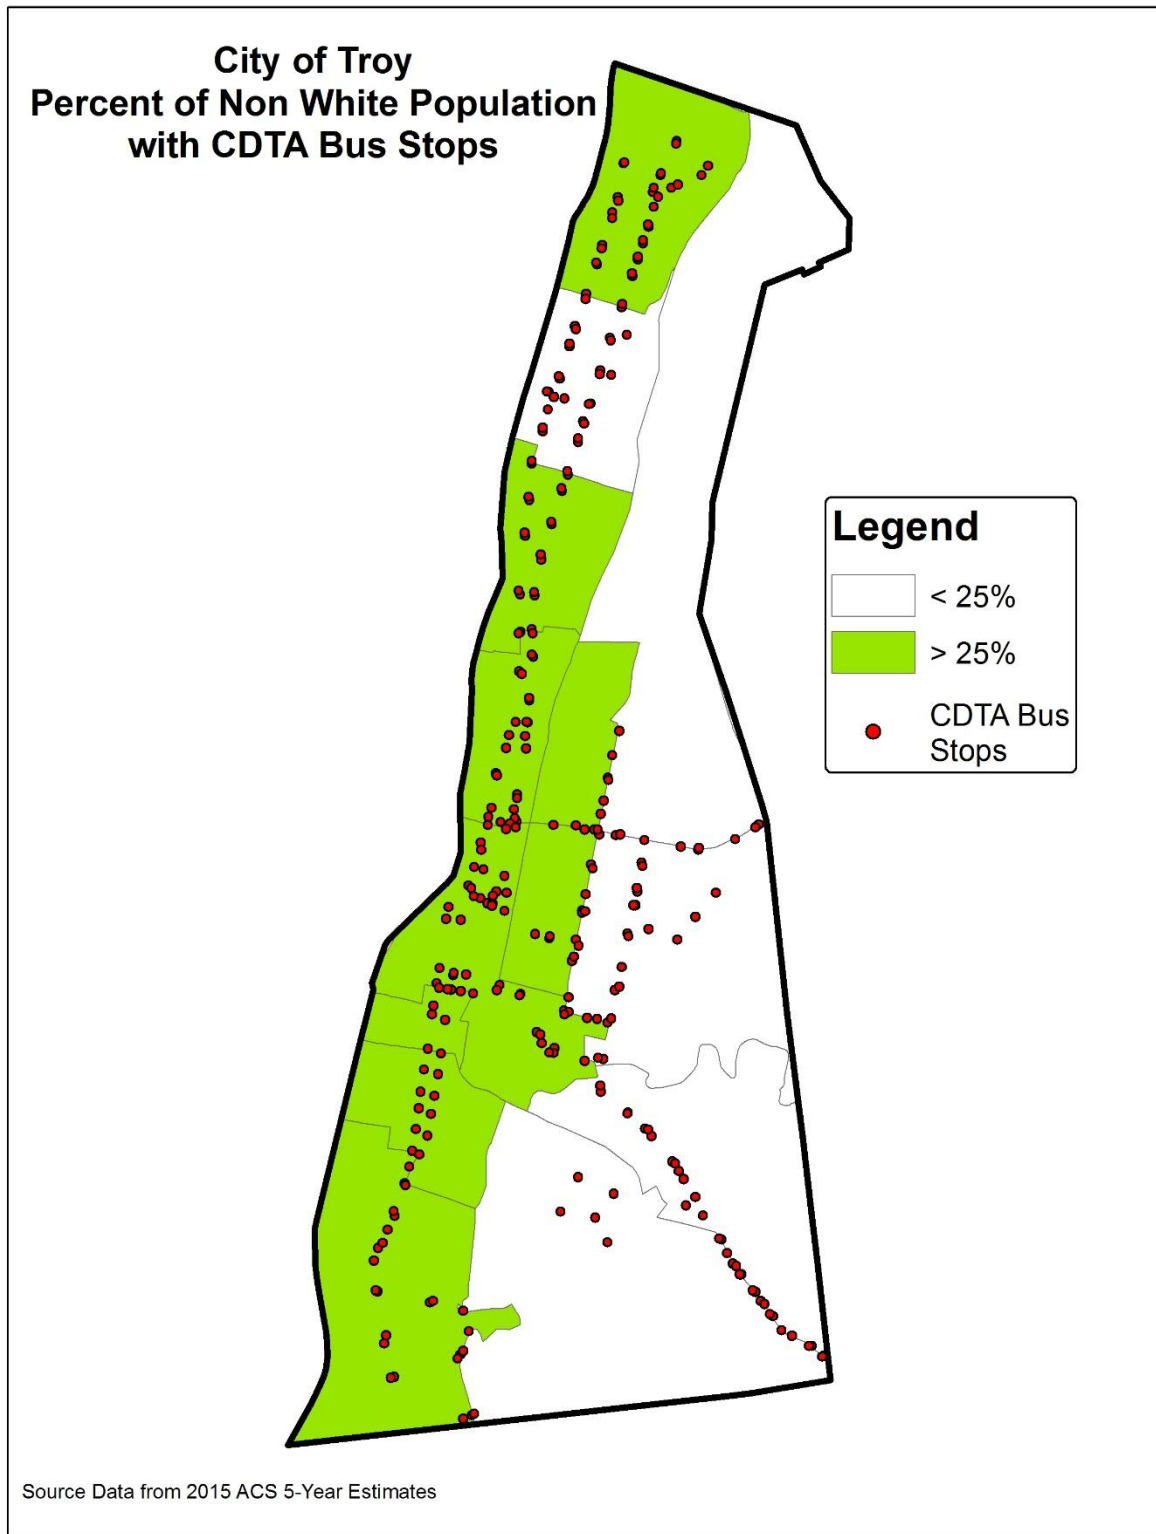 City of Troy
Percent of Non White Population
with CDTA Bus Stops
Legend
< 25%
> 25%
CDTA Bus
Stops
Source Data from 2015 ACS 5-Year Estimates